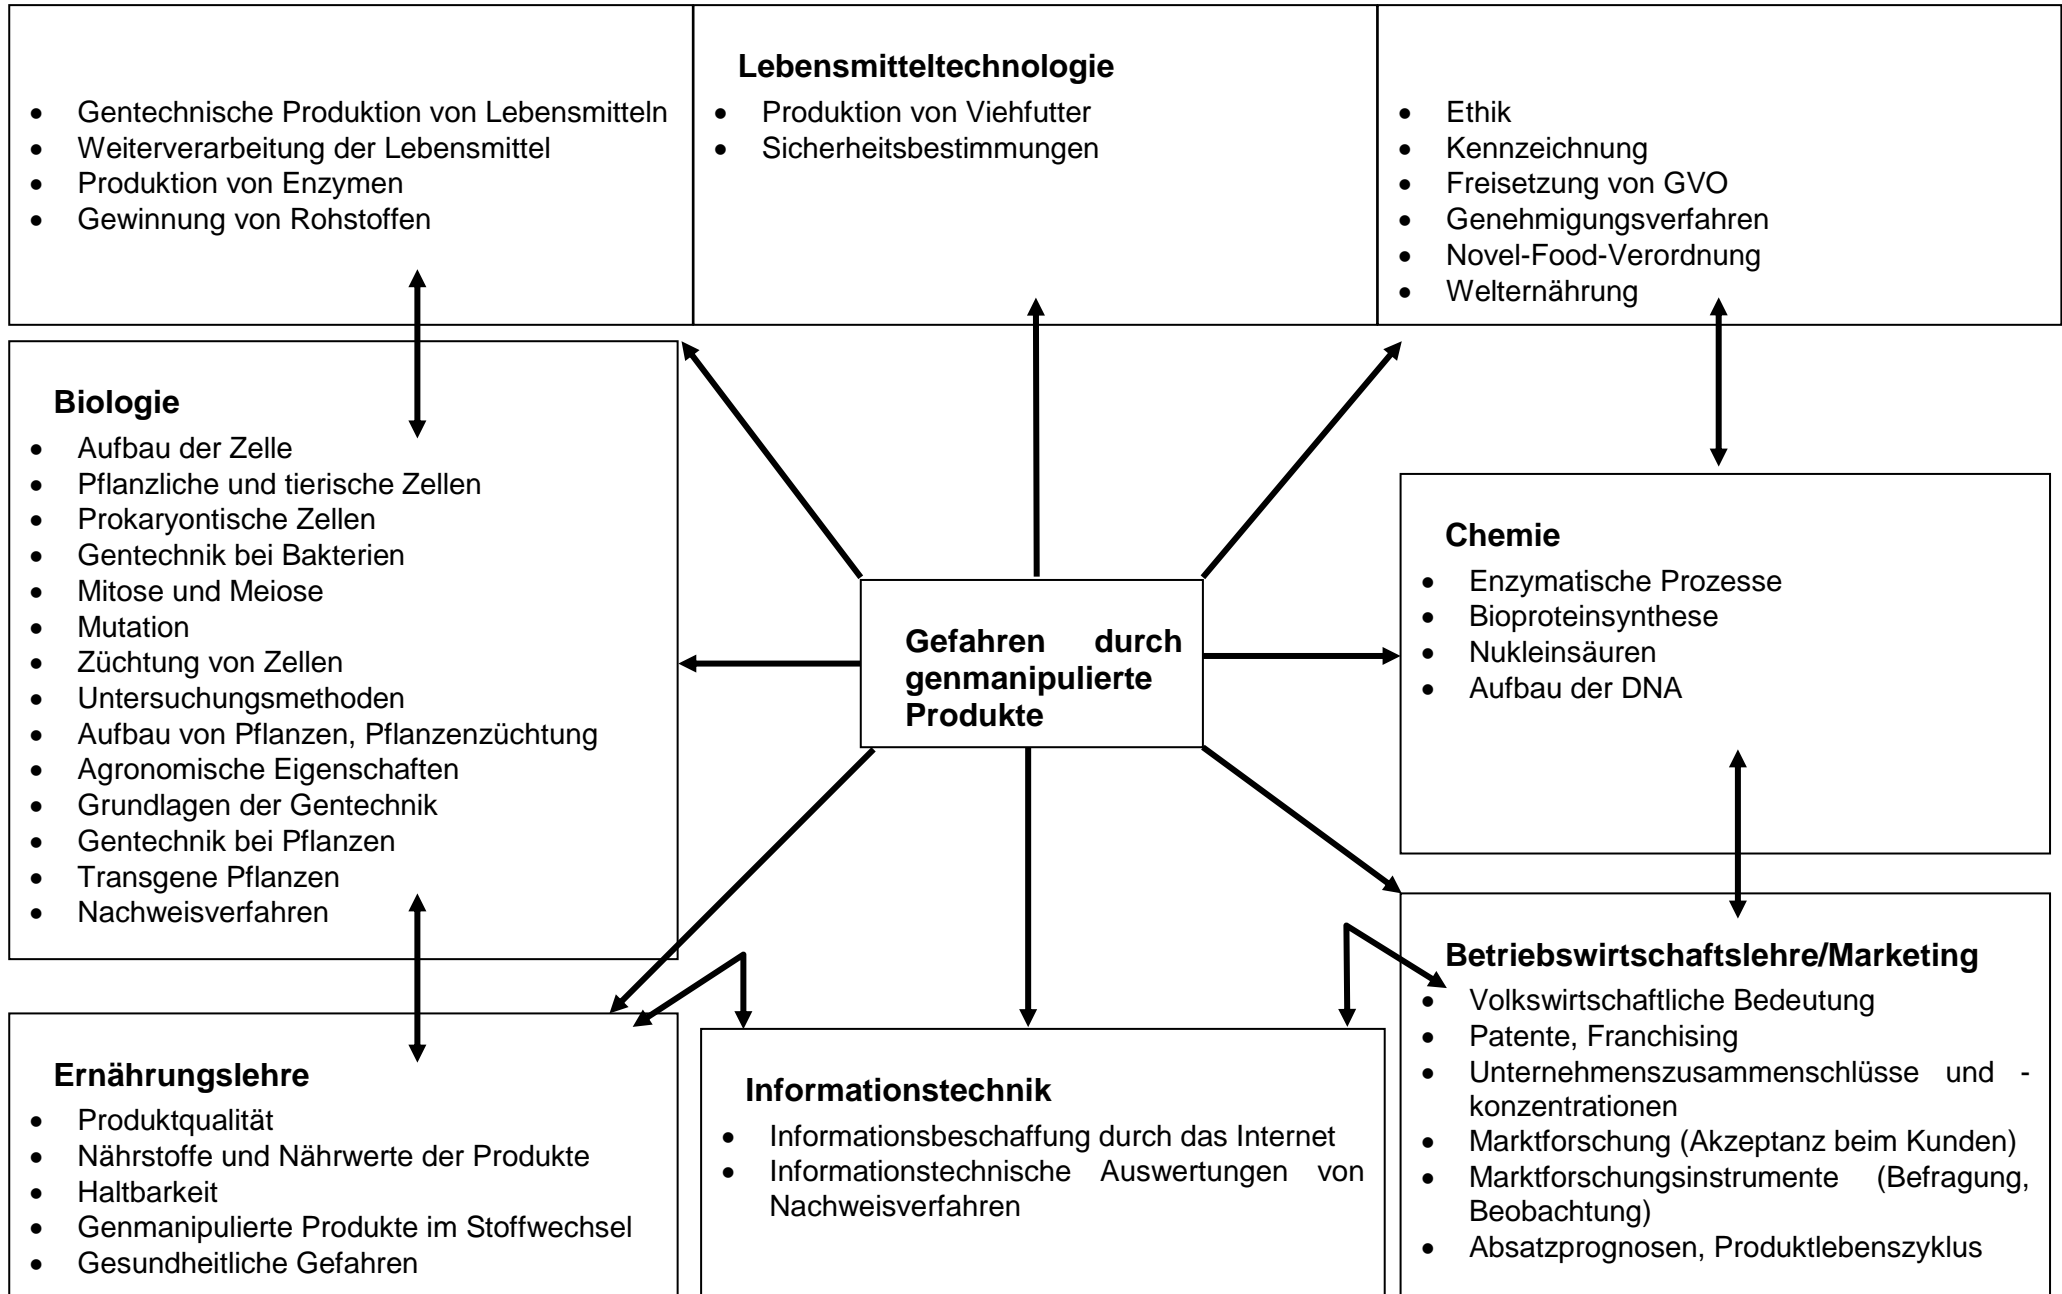 Lebensmitteltechnologie
• Gentechnische Produktion von Lebensmitteln
• Weiterverarbeitung der Lebensmittel
• Produktion von Enzymen
• Gewinnung von Rohstoffen
• Produktion von Viehfutter
• Sicherheitsbestimmungen
• Ethik
• Kennzeichnung
• Freisetzung von GVO
• Genehmigungsverfahren
• Novel-Food-Verordnung
• Welternährung
Biologie
• Aufbau der Zelle
• Pflanzliche und tierische Zellen
• Prokaryontische Zellen
• Gentechnik bei Bakterien
• Mitose und Meiose
• Mutation
• Züchtung von Zellen
• Untersuchungsmethoden
• Aufbau von Pflanzen, Pflanzenzüchtung
• Agronomische Eigenschaften
• Grundlagen der Gentechnik
• Gentechnik bei Pflanzen
• Transgene Pflanzen
• Nachweisverfahren
Gefahren durch
genmanipulierte
Produkte
Chemie
• Enzymatische Prozesse
• Bioproteinsynthese
• Nukleinsäuren
• Aufbau der DNA
Ernährungslehre
• Produktqualität
• Nährstoffe und Nährwerte der Produkte
• Haltbarkeit
• Genmanipulierte Produkte im Stoffwechsel
• Gesundheitliche Gefahren
Informationstechnik
• Informationsbeschaffung durch das Internet
• Informationstechnische Auswertungen von
Nachweisverfahren
Betriebswirtschaftslehre/Marketing
• Volkswirtschaftliche Bedeutung
• Patente, Franchising
• Unternehmenszusammenschlüsse und -
konzentrationen
• Marktforschung (Akzeptanz beim Kunden)
• Marktforschungsinstrumente (Befragung,
Beobachtung)
• Absatzprognosen, Produktlebenszyklus